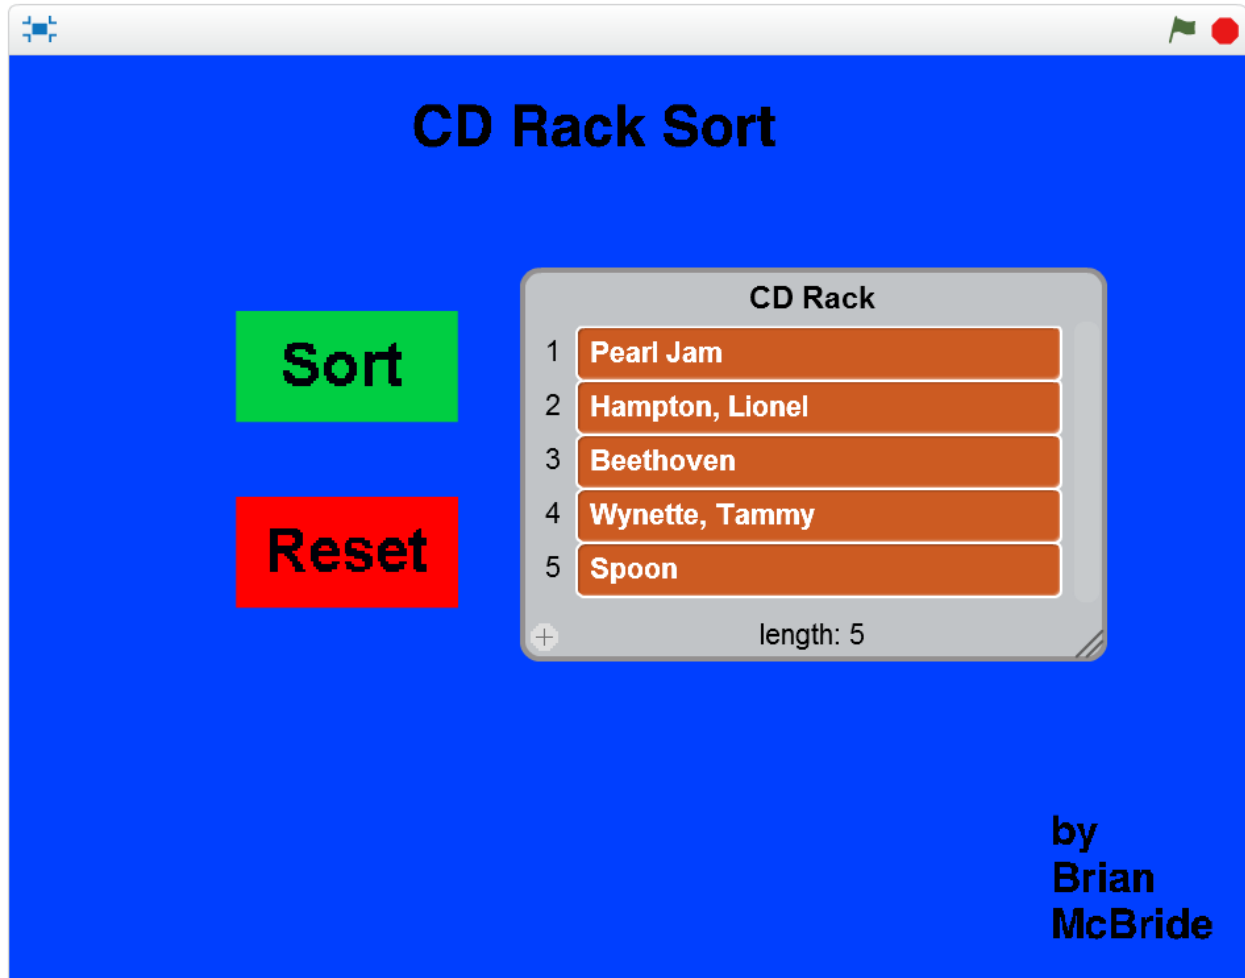 CD Rack Sort
Sort
Reset
CD Rack
1 Pearl Jam
2 Hampton, Lionel
3 Beethoven
4 Wynette, Tammy
5 Spoon
+ length: 5
by
Brian
McBride